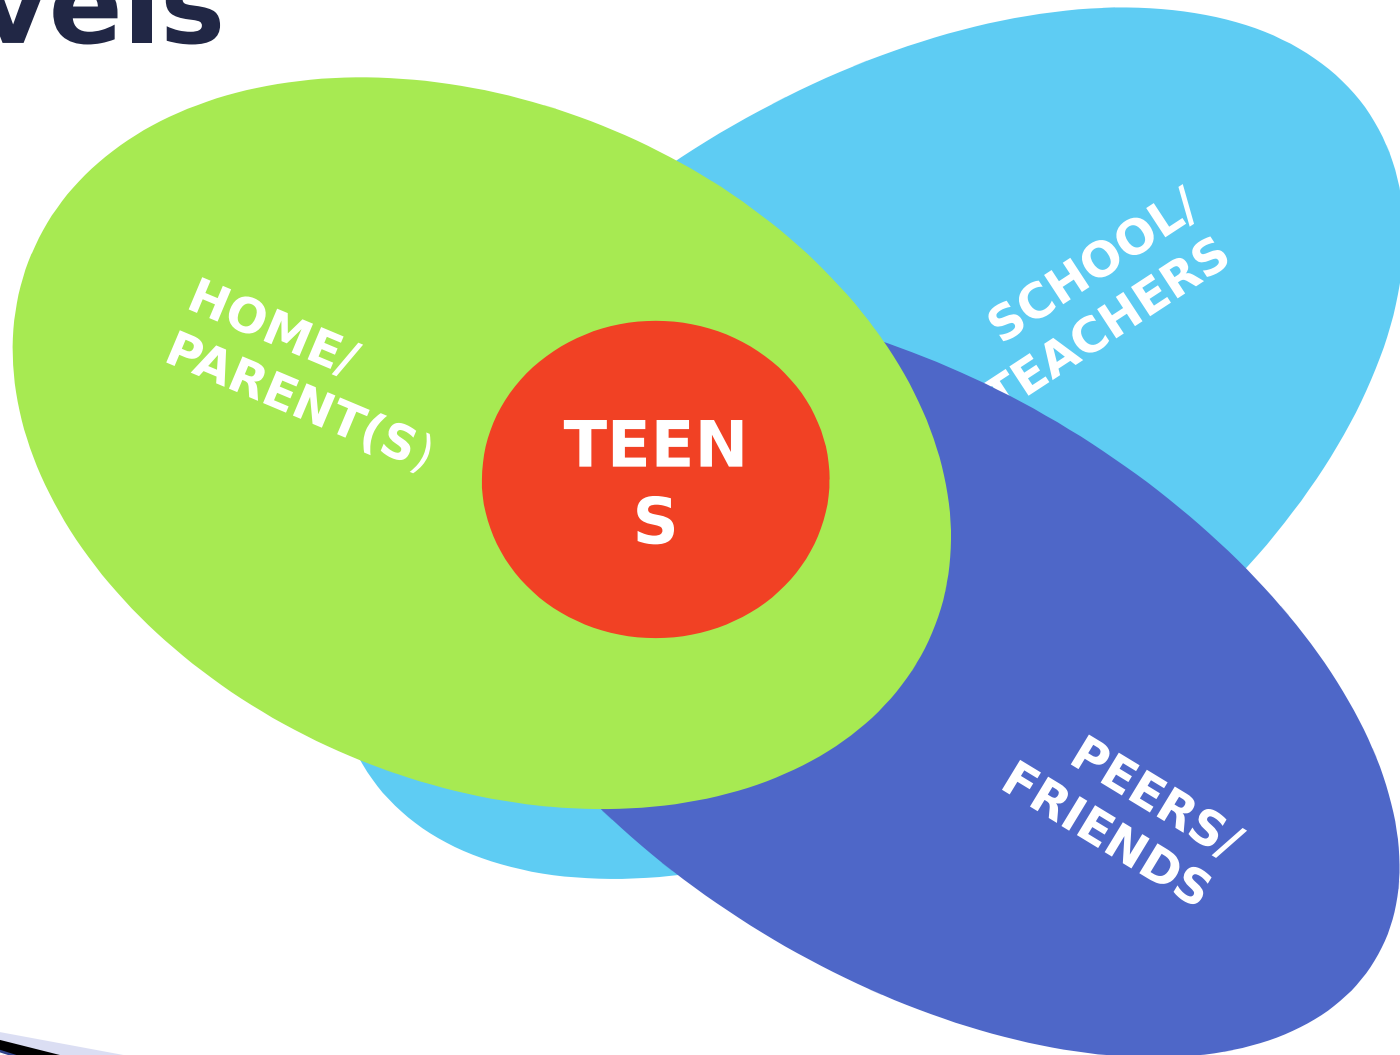 HOME/
PARENT(S)
TEEN
S
SCHOOL/
TEACHERS
PEERS/
FRIENDS